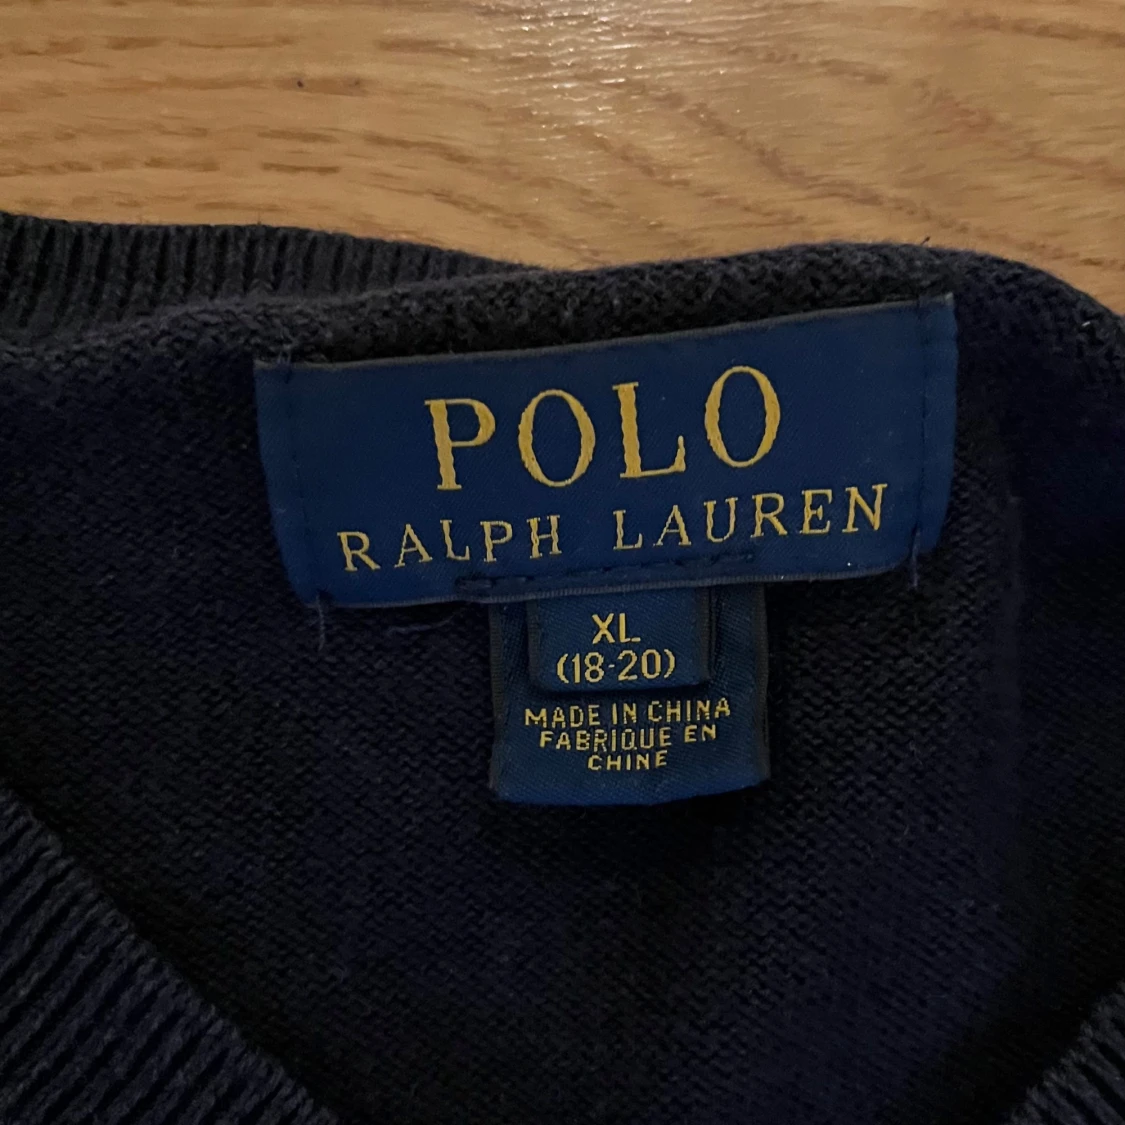 POLO
RALPH LAUREN
XL
(18-20)
MADE IN CHINA
FABRIQUE EN
CHINE